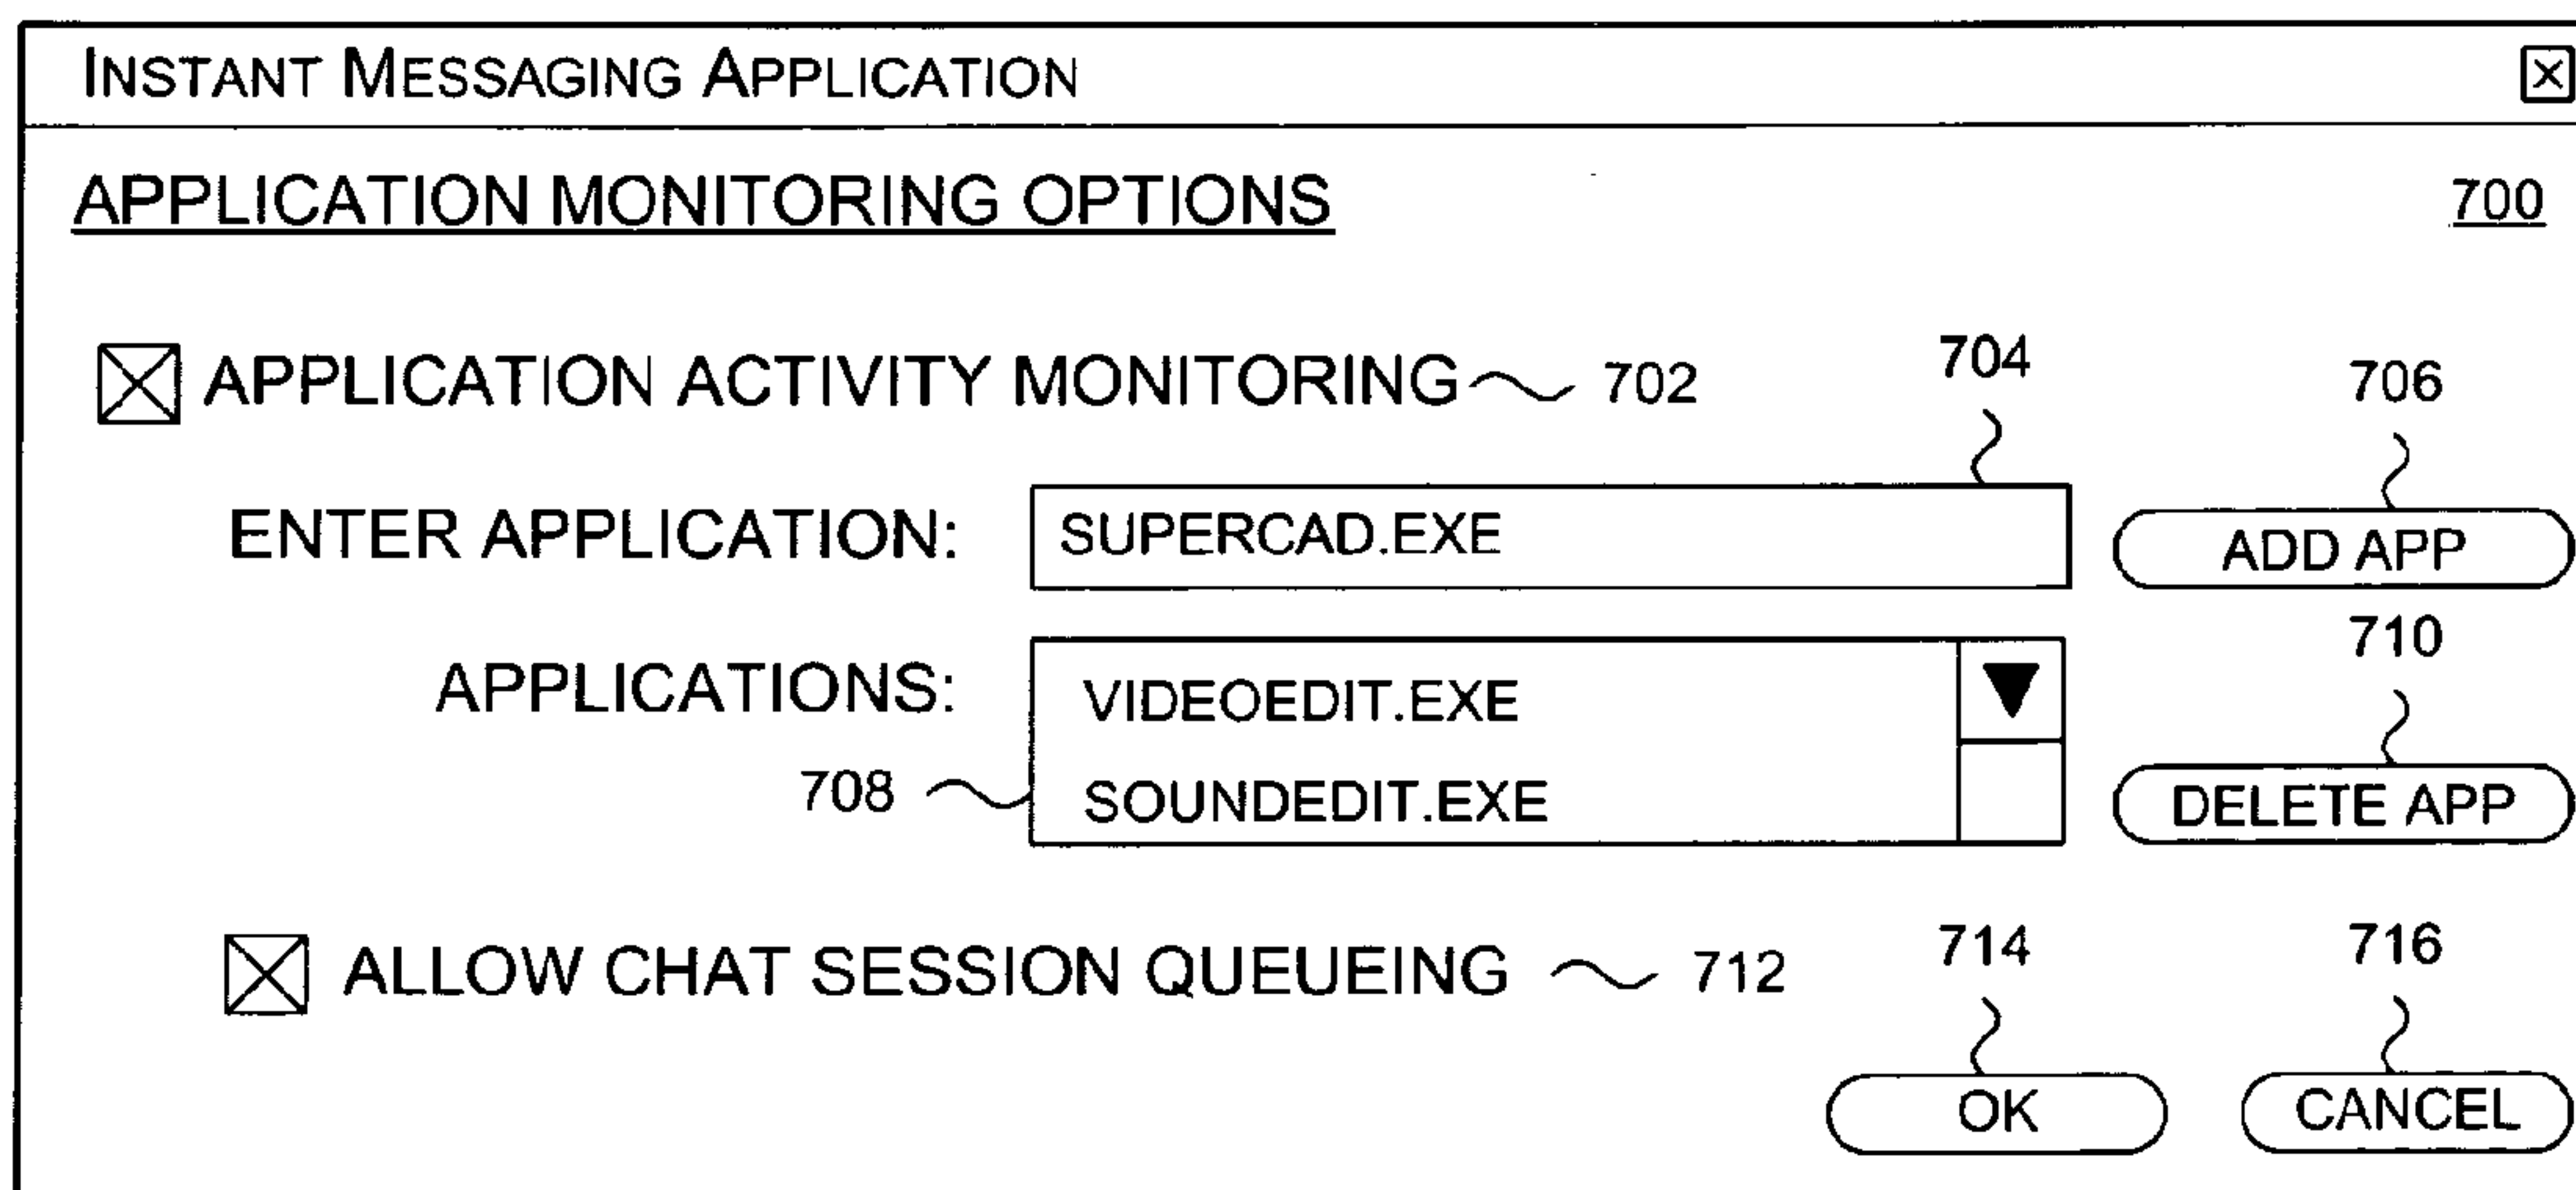 INSTANT MESSAGING APPLICATION
APPLICATION MONITORING OPTIONS 700
APPLICATION ACTIVITY MONITORING 702 704 706
ENTER APPLICATION: SUPERCAD.EXE ADD APP
APPLICATIONS: VIDEOEDIT.EXE 710
708 SOUNDEDIT.EXE DELETE APP
ALLOW CHAT SESSION QUEUEING 712 714 716
OK CANCEL